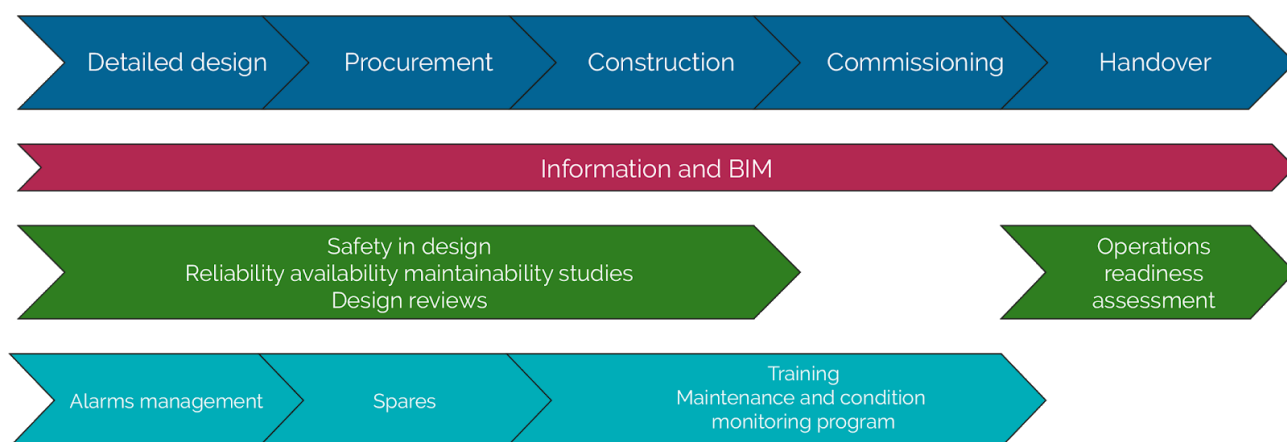 Detailed design
Procurement
Construction
Commissioning
Handover
Information and BIM
Safety in design
Reliability availability maintainability studies
Design reviews
Operations
readiness
assessment
Alarms management
Spares
Training
Maintenance and condition
monitoring program